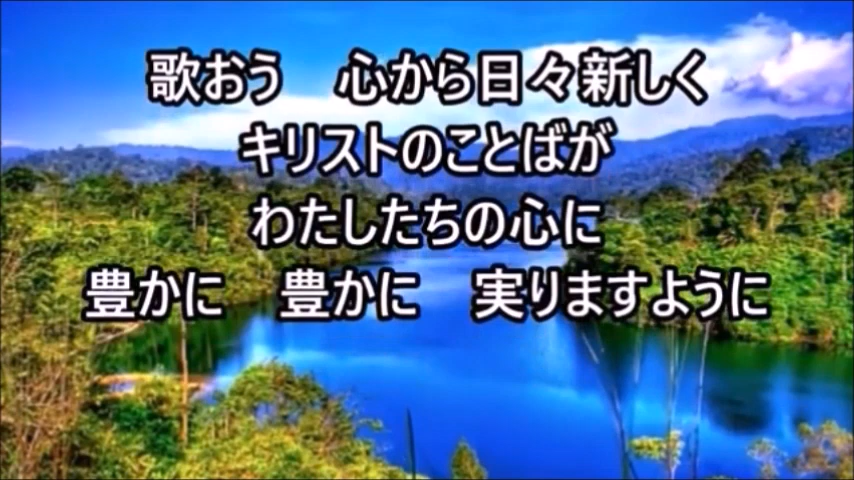 歌おう　心から日々新しく
キリストのことばが
わたしたちの心に
豊かに　豊かに　実りますように